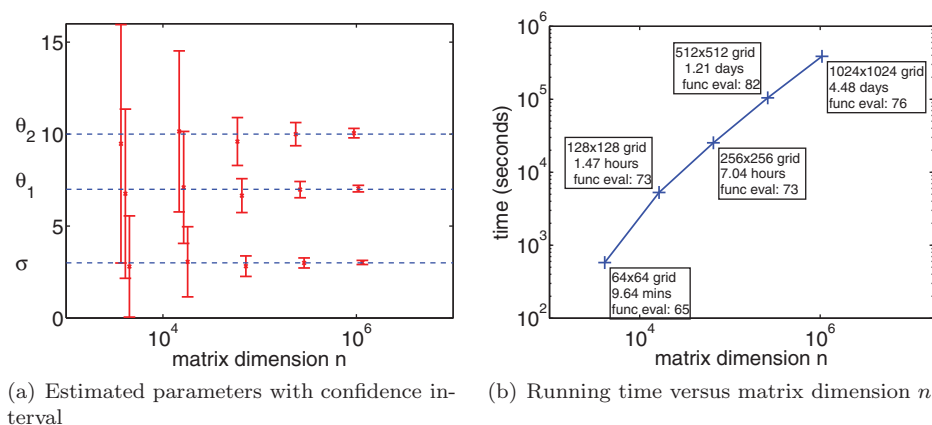 15
θ2 10
θ1
5
σ
0
10^4
10^6
matrix dimension n
(a) Estimated parameters with confidence in-
terval
time (seconds)
10^6
10^5
10^4
10^3
10^2
512x512 grid
1.21 days
func eval: 82
1024x1024 grid
4.48 days
func eval: 76
128x128 grid
1.47 hours
func eval: 73
256x256 grid
7.04 hours
func eval: 73
64x64 grid
9.64 mins
func eval: 65
10^4
10^6
matrix dimension n
(b) Running time versus matrix dimension n